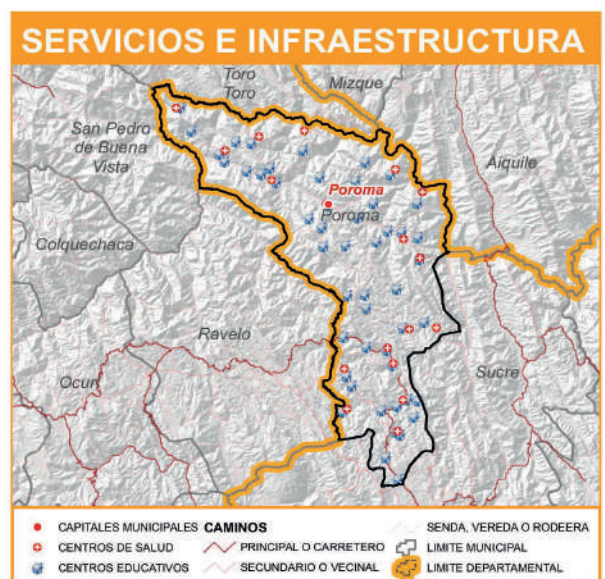 SERVICIOS E INFRAESTRUCTURA
Toro
Toro
Mizque
San Pedro
de Buena
Vista
Aiquile
Poroma
Poroma
Colquechaca
Ravelo
Ocuri
Sucre
CAPITALES MUNICIPALES
CENTROS DE SALUD
CENTROS EDUCATIVOS
CAMINOS
PRINCIPAL O CARRETERO
SECUNDARIO O VECINAL
SENDA, VEREDA O RODEERA
LIMITE MUNICIPAL
LIMITE DEPARTAMENTAL